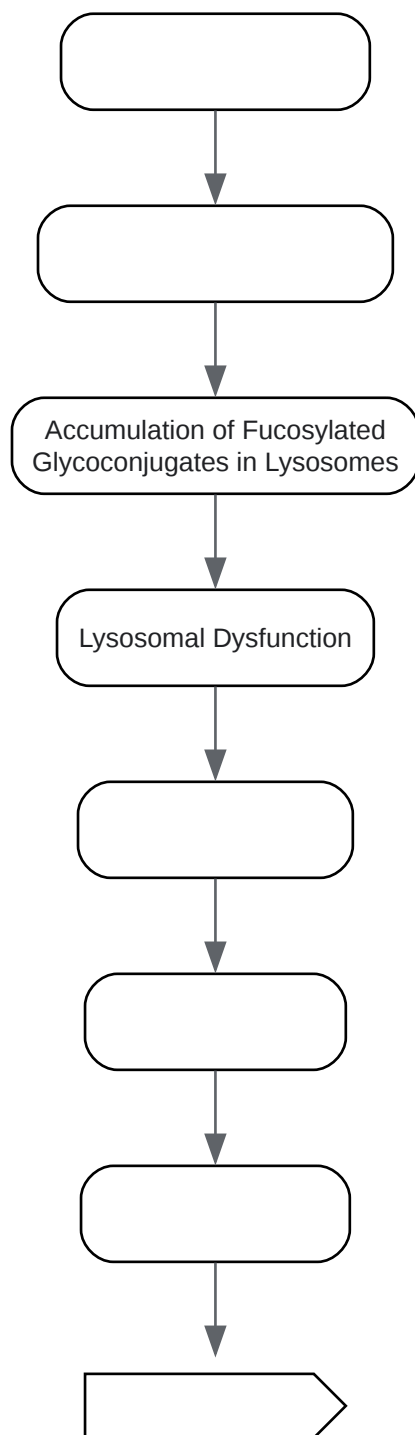 Accumulation of Fucosylated
Glycoconjugates in Lysosomes
Lysosomal Dysfunction